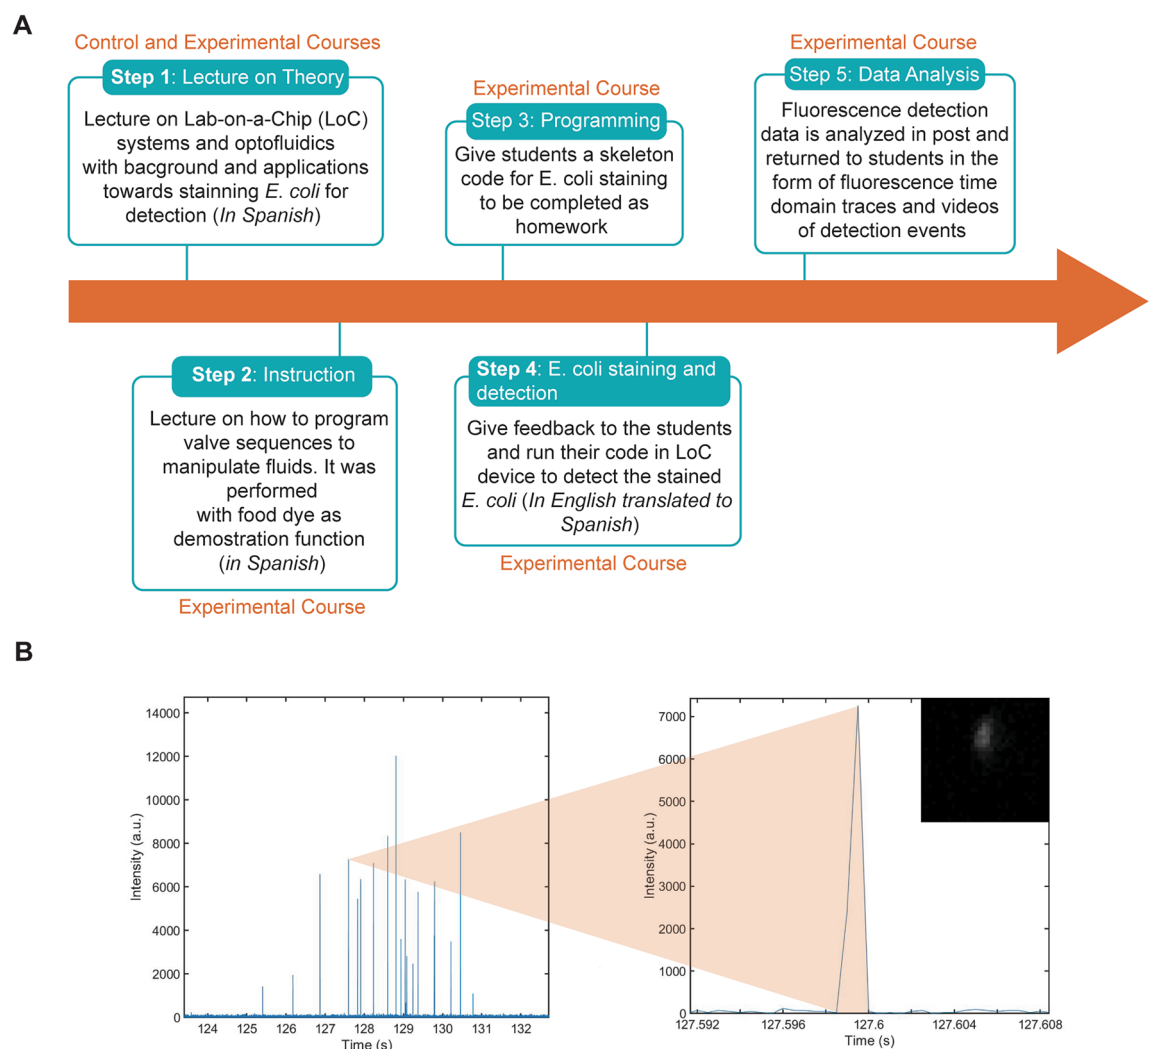 A
Control and Experimental Courses
Step 1: Lecture on Theory
Lecture on Lab-on-a-Chip (LoC)
systems and optofluidics
with bacground and applications
towards stainning E. coli for
detection (In Spanish)
Experimental Course
Step 3: Programming
Give students a skeleton
code for E. coli staining
to be completed as
homework
Experimental Course
Step 5: Data Analysis
Fluorescence detection
data is analyzed in post and
returned to students in the
form of fluorescence time
domain traces and videos
of detection events
Step 2: Instruction
Lecture on how to program
valve sequences to
manipulate fluids. It was
performed
with food dye as
demostration function
(in Spanish)
Experimental Course
Step 4: E. coli staining and
detection
Give feedback to the students
and run their code in LoC
device to detect the stained
E. coli (In English translated to
Spanish)
Experimental Course
B
Intensity (a.u.)
14000
12000
10000
8000
6000
4000
2000
0
124 125 126 127 128 129 130 131 132
Time (s)
Intensity (a.u.)
7000
6000
5000
4000
3000
2000
1000
0
127.592 127.596 127.6 127.604 127.608
Time (s)